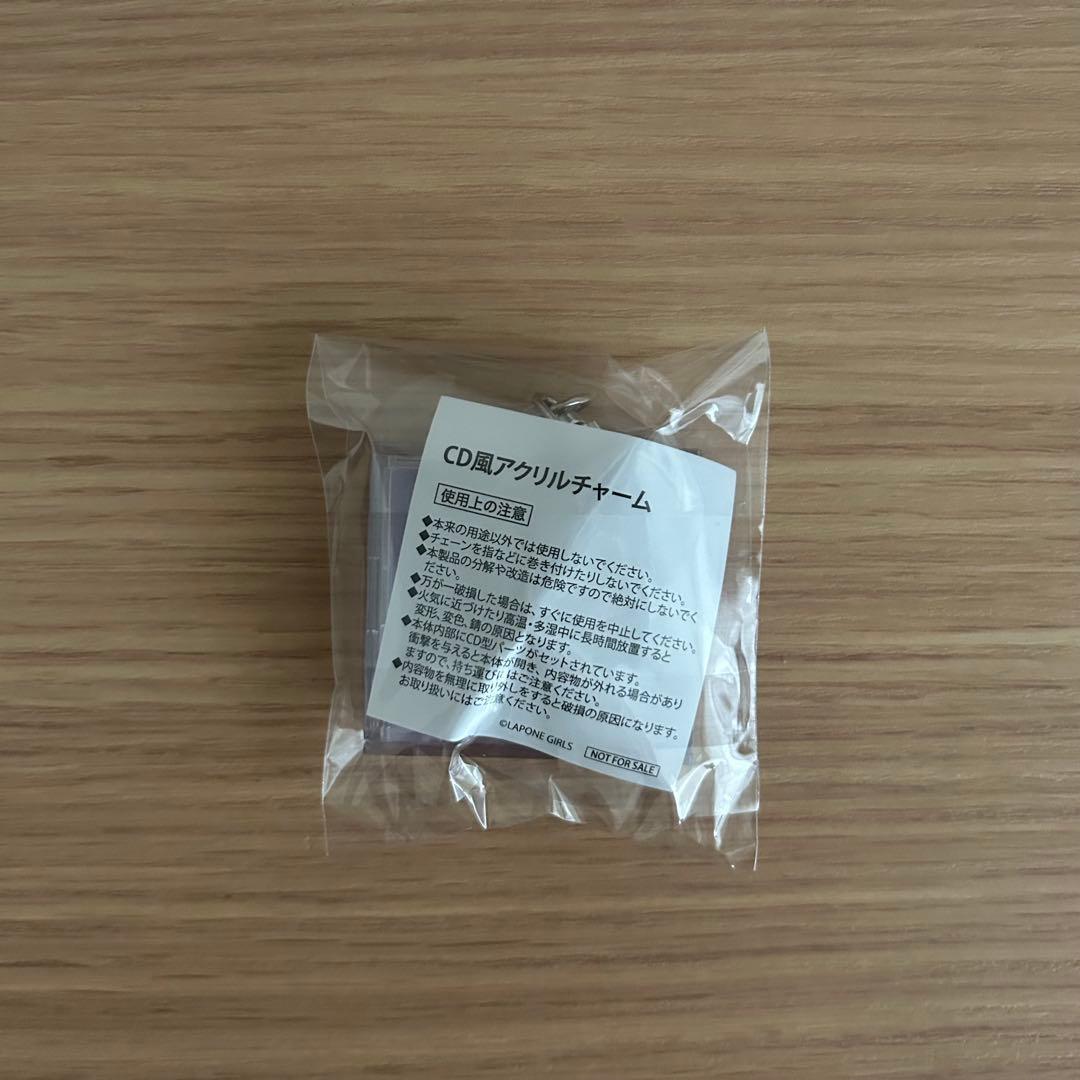 CD風アクリルチャーム
使用上の注意
◆本来の用途以外では使用しないでください。
◆チェーンを指などに巻き付けたりしないでください。
◆本製品の分解や改造は危険ですので絶対にしないでく
ださい。
◆万が一破損した場合は、すぐに使用を中止してください。
◆火気に近づけたり高温・多湿中に長時間放置すると
変形、変色、錆の原因となります。
◆本体内部にCD型パーツがセットされています。
衝撃を与えると本体が開き、内容物が外れる場合があり
ますので、持ち運びにはご注意ください。
◆内容物を無理に取り外しをすると破損の原因になります。
お取り扱いにはご注意ください。
©LAPONE GIRLS
NOT FOR SALE